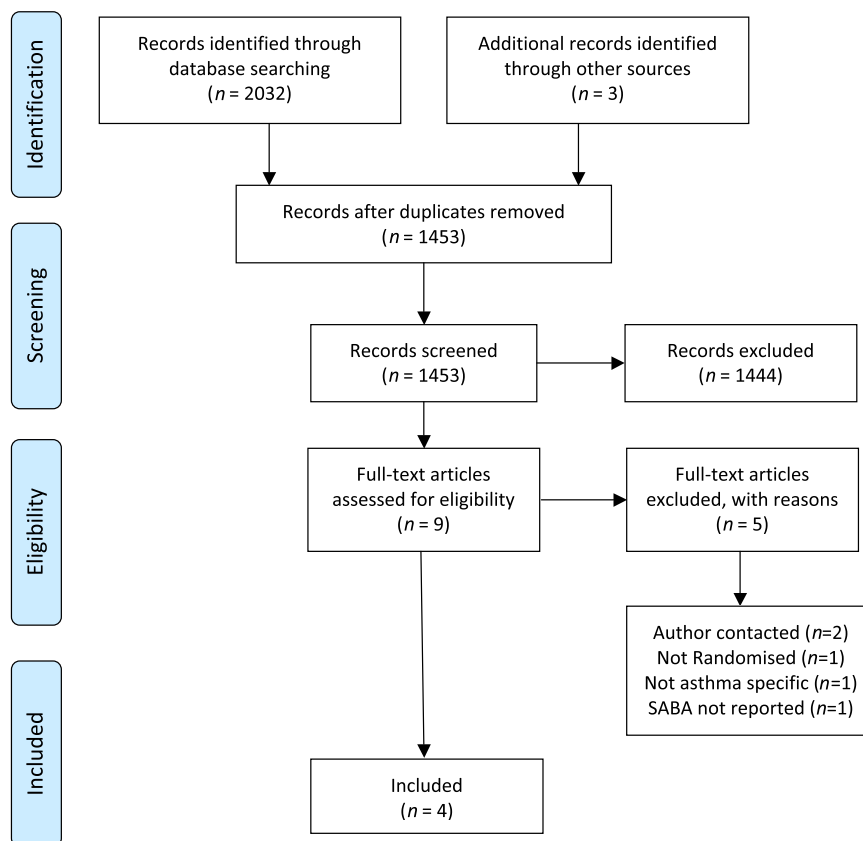 Identification
Records identified through
database searching
(n = 2032)
Additional records identified
through other sources
(n = 3)
Records after duplicates removed
(n = 1453)
Screening
Records screened
(n = 1453)
Records excluded
(n = 1444)
Eligibility
Full-text articles
assessed for eligibility
(n = 9)
Full-text articles
excluded, with reasons
(n = 5)
Author contacted (n=2)
Not Randomised (n=1)
Not asthma specific (n=1)
SABA not reported (n=1)
Included
Included
(n = 4)